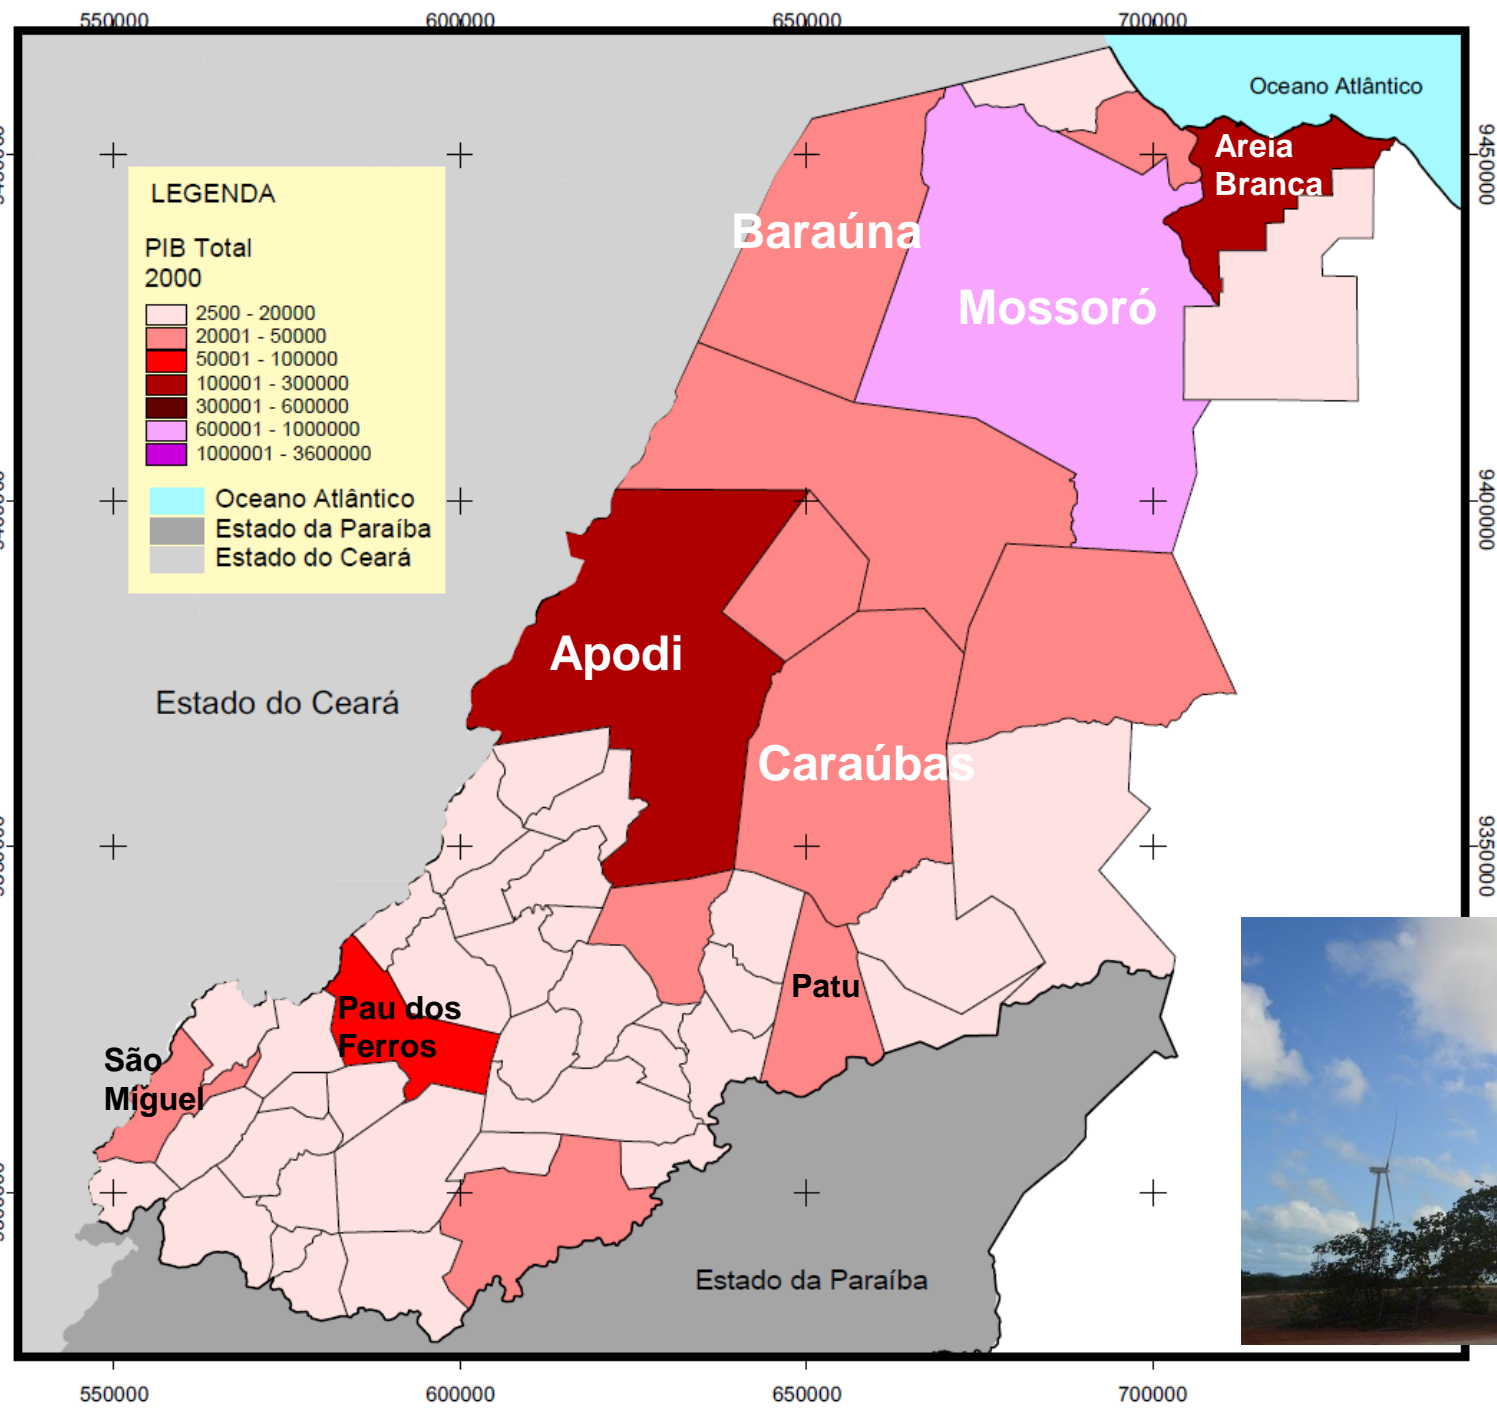 550000 600000 650000 700000
Oceano Atlântico
9450000
Areia
Branca
LEGENDA
PIB Total
2000
2500 - 20000
20001 - 50000
50001 - 100000
100001 - 300000
300001 - 600000
600001 - 1000000
1000001 - 3600000
Oceano Atlântico
Estado da Paraíba
Estado do Ceará
Baraúna
Mossoró
9400000
Apodi
Estado do Ceará
Caraúbas
9350000
Patu
Pau dos
Ferros
São
Miguel
Estado da Paraíba
550000 600000 650000 700000